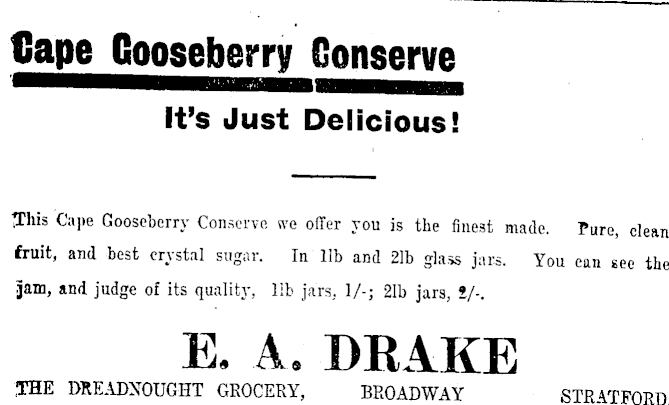 Cape Gooseberry Conserve
It's Just Delicious!
This Cape Gooseberry Conserve we offer you is the finest made. Pure, clean
fruit, and best crystal sugar. In 1lb and 2lb glass jars. You can see the
jam, and judge of its quality, 1lb jars, 1/-; 2lb jars, 2/-.
E. A. DRAKE
THE DREADNOUGHT GROCERY, BROADWAY STRATFORD.